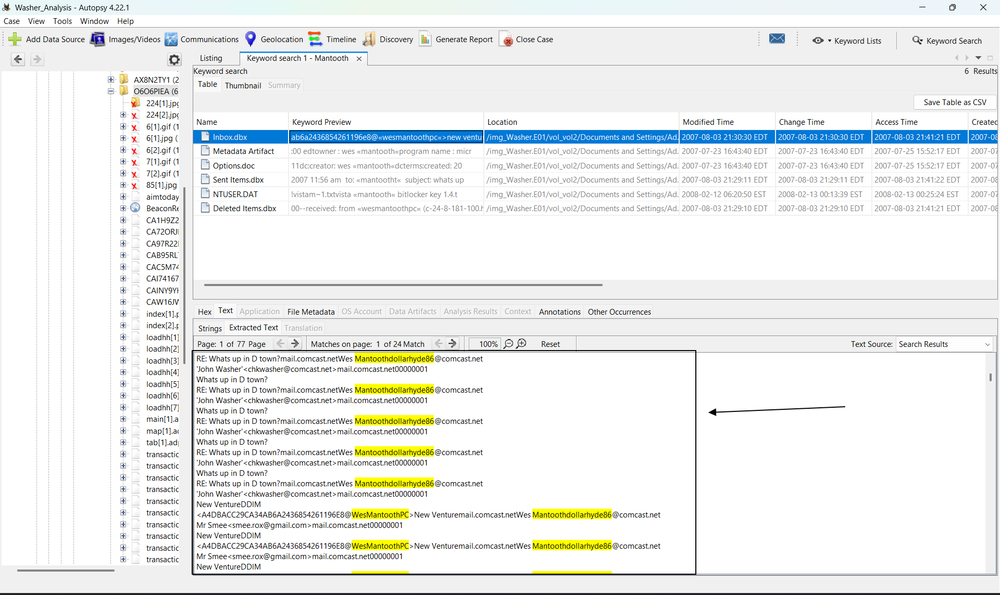 Washer_Analysis - Autopsy 4.22.1
Case View Tools Window Help
Add Data Source Images/Videos Communications Geolocation Timeline Discovery Generate Report Close Case Keyword Lists Keyword Search
Listing Keyword search 1 - Mantooth
Keyword search 6 Results
Table Thumbnail Summary
Save Table as CSV
Name Keyword Preview Location Modified Time Change Time Access Time Created
Inbox.dbx ab6a2436854261196e8@«wesmantoothpc«>new ventu /img_Washer.E01/vol_vol2/Documents and Settings/Ad. 2007-08-03 21:30:30 EDT 2007-08-03 21:30:30 EDT 2007-08-03 21:41:21 EDT 2007-08
Metadata Artifact :00 edtowner : wes «mantooth«program name : micr /img_Washer.E01/vol_vol2/Documents and Settings/Ad. 2007-07-23 16:43:40 EDT 2007-07-23 16:43:40 EDT 2007-07-25 15:52:17 EDT 2007-07
Options.doc 11dc:creator: wes «mantooth«dcterms:created: 20 /img_Washer.E01/vol_vol2/Documents and Settings/Ad. 2007-07-23 16:43:40 EDT 2007-07-23 16:43:40 EDT 2007-07-25 15:52:17 EDT 2007-07
Sent Items.dbx 2007 11:56 am to: «mantootht« subject: whats up /img_Washer.E01/vol_vol2/Documents and Settings/Ad. 2007-08-03 21:29:11 EDT 2007-08-03 21:29:11 EDT 2007-08-03 21:41:22 EDT 2007-08
NTUSER.DAT !vistam~1.txtvista «mantooth« bitlocker key 1.4.t /img_Washer.E01/vol_vol2/Documents and Settings/Ad. 2008-02-12 06:20:50 EST 2008-02-13 00:13:39 EST 2008-02-13 00:25:24 EST 2007-07
Deleted Items.dbx 00--received: from «wesmantoothpc« (c-24-8-181-100.h /img_Washer.E01/vol_vol2/Documents and Settings/Ad. 2007-08-03 21:29:10 EDT 2007-08-03 21:29:10 EDT 2007-08-03 21:41:21 EDT 2007-08
Hex Text Application File Metadata OS Account Data Artifacts Analysis Results Context Annotations Other Occurrences
Strings Extracted Text Translation
Page: 1 of 77 Page Matches on page: 1 of 24 Match 100% Reset Text Source: Search Results
RE: Whats up in D town?mail.comcast.netWes Mantoothdollarhyde86@comcast.net
'John Washer'<chkwasher@comcast.net>mail.comcast.net00000001
Whats up in D town?
RE: Whats up in D town?mail.comcast.netWes Mantoothdollarhyde86@comcast.net
'John Washer'<chkwasher@comcast.net>mail.comcast.net00000001
Whats up in D town?
RE: Whats up in D town?mail.comcast.netWes Mantoothdollarhyde86@comcast.net
'John Washer'<chkwasher@comcast.net>mail.comcast.net00000001
Whats up in D town?
RE: Whats up in D town?mail.comcast.netWes Mantoothdollarhyde86@comcast.net
'John Washer'<chkwasher@comcast.net>mail.comcast.net00000001
Whats up in D town?
RE: Whats up in D town?mail.comcast.netWes Mantoothdollarhyde86@comcast.net
'John Washer'<chkwasher@comcast.net>mail.comcast.net00000001
New VentureDDIM
<A4DBACC29CA34AB6A2436854261196E8@WesMantoothPC>New Venturemail.comcast.netWes Mantoothdollarhyde86@comcast.net
Mr Smee<smee.rox@gmail.com>mail.comcast.net00000001
New VentureDDIM
<A4DBACC29CA34AB6A2436854261196E8@WesMantoothPC>New Venturemail.comcast.netWes Mantoothdollarhyde86@comcast.net
Mr Smee<smee.rox@gmail.com>mail.comcast.net00000001
New VentureDDIM
AX8N2TY1 (2
O6O6PIEA (6
224[1].jpg
224[2].jpg
6[1].gif (1
6[1].jpg (
6[2].gif (1
7[1].gif (1
7[2].gif (1
85[1].jpg
aimtoday
BeaconRe
CA1H9Z2
CA72ORJ
CA97R22
CAB95RL
CAC5M74
CAI74167
CAINY9Y
CAW16J
index[1].p
index[2].p
loadhh[1]
loadhh[2]
loadhh[3]
loadhh[4]
loadhh[5]
loadhh[6]
loadhh[7]
main[1].a
map[1].a
tab[1].ad
transactic
transactic
transactic
transactic
transactic
transactic
transactic
transactic
transactic
transactic